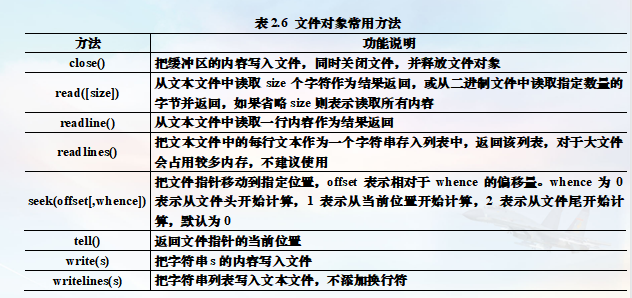 表 2.6 文件对象常用方法
方法 功能说明
close() 把缓冲区的内容写入文件，同时关闭文件，并释放文件对象
read([size]) 从文本文件中读取 size 个字符作为结果返回，或从二进制文件中读取指定数量的
字节并返回，如果省略 size 则表示读取所有内容
readline() 从文本文件中读取一行内容作为结果返回
readlines() 把文本文件中的每行文本作为一个字符串存入列表中，返回该列表，对于大文件
会占用较多内存，不建议使用
seek(offset[,whence]) 把文件指针移动到指定位置，offset 表示相对于 whence 的偏移量。whence 为 0
表示从文件头开始计算，1 表示从当前位置开始计算，2 表示从文件尾开始计
算，默认为 0
tell() 返回文件指针的当前位置
write(s) 把字符串 s 的内容写入文件
writelines(s) 把字符串列表写入文本文件，不添加换行符